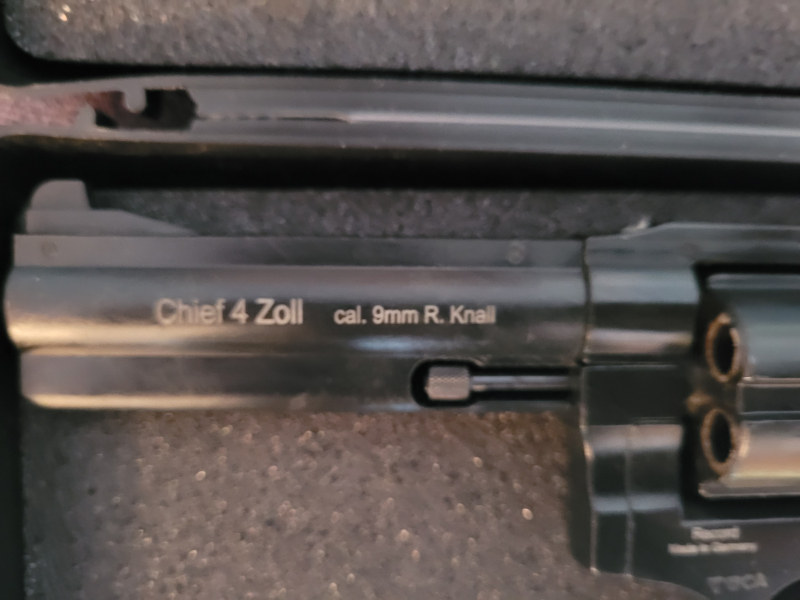 Chief 4 Zoll cal. 9mm R. Knall
Record
Made in Germany